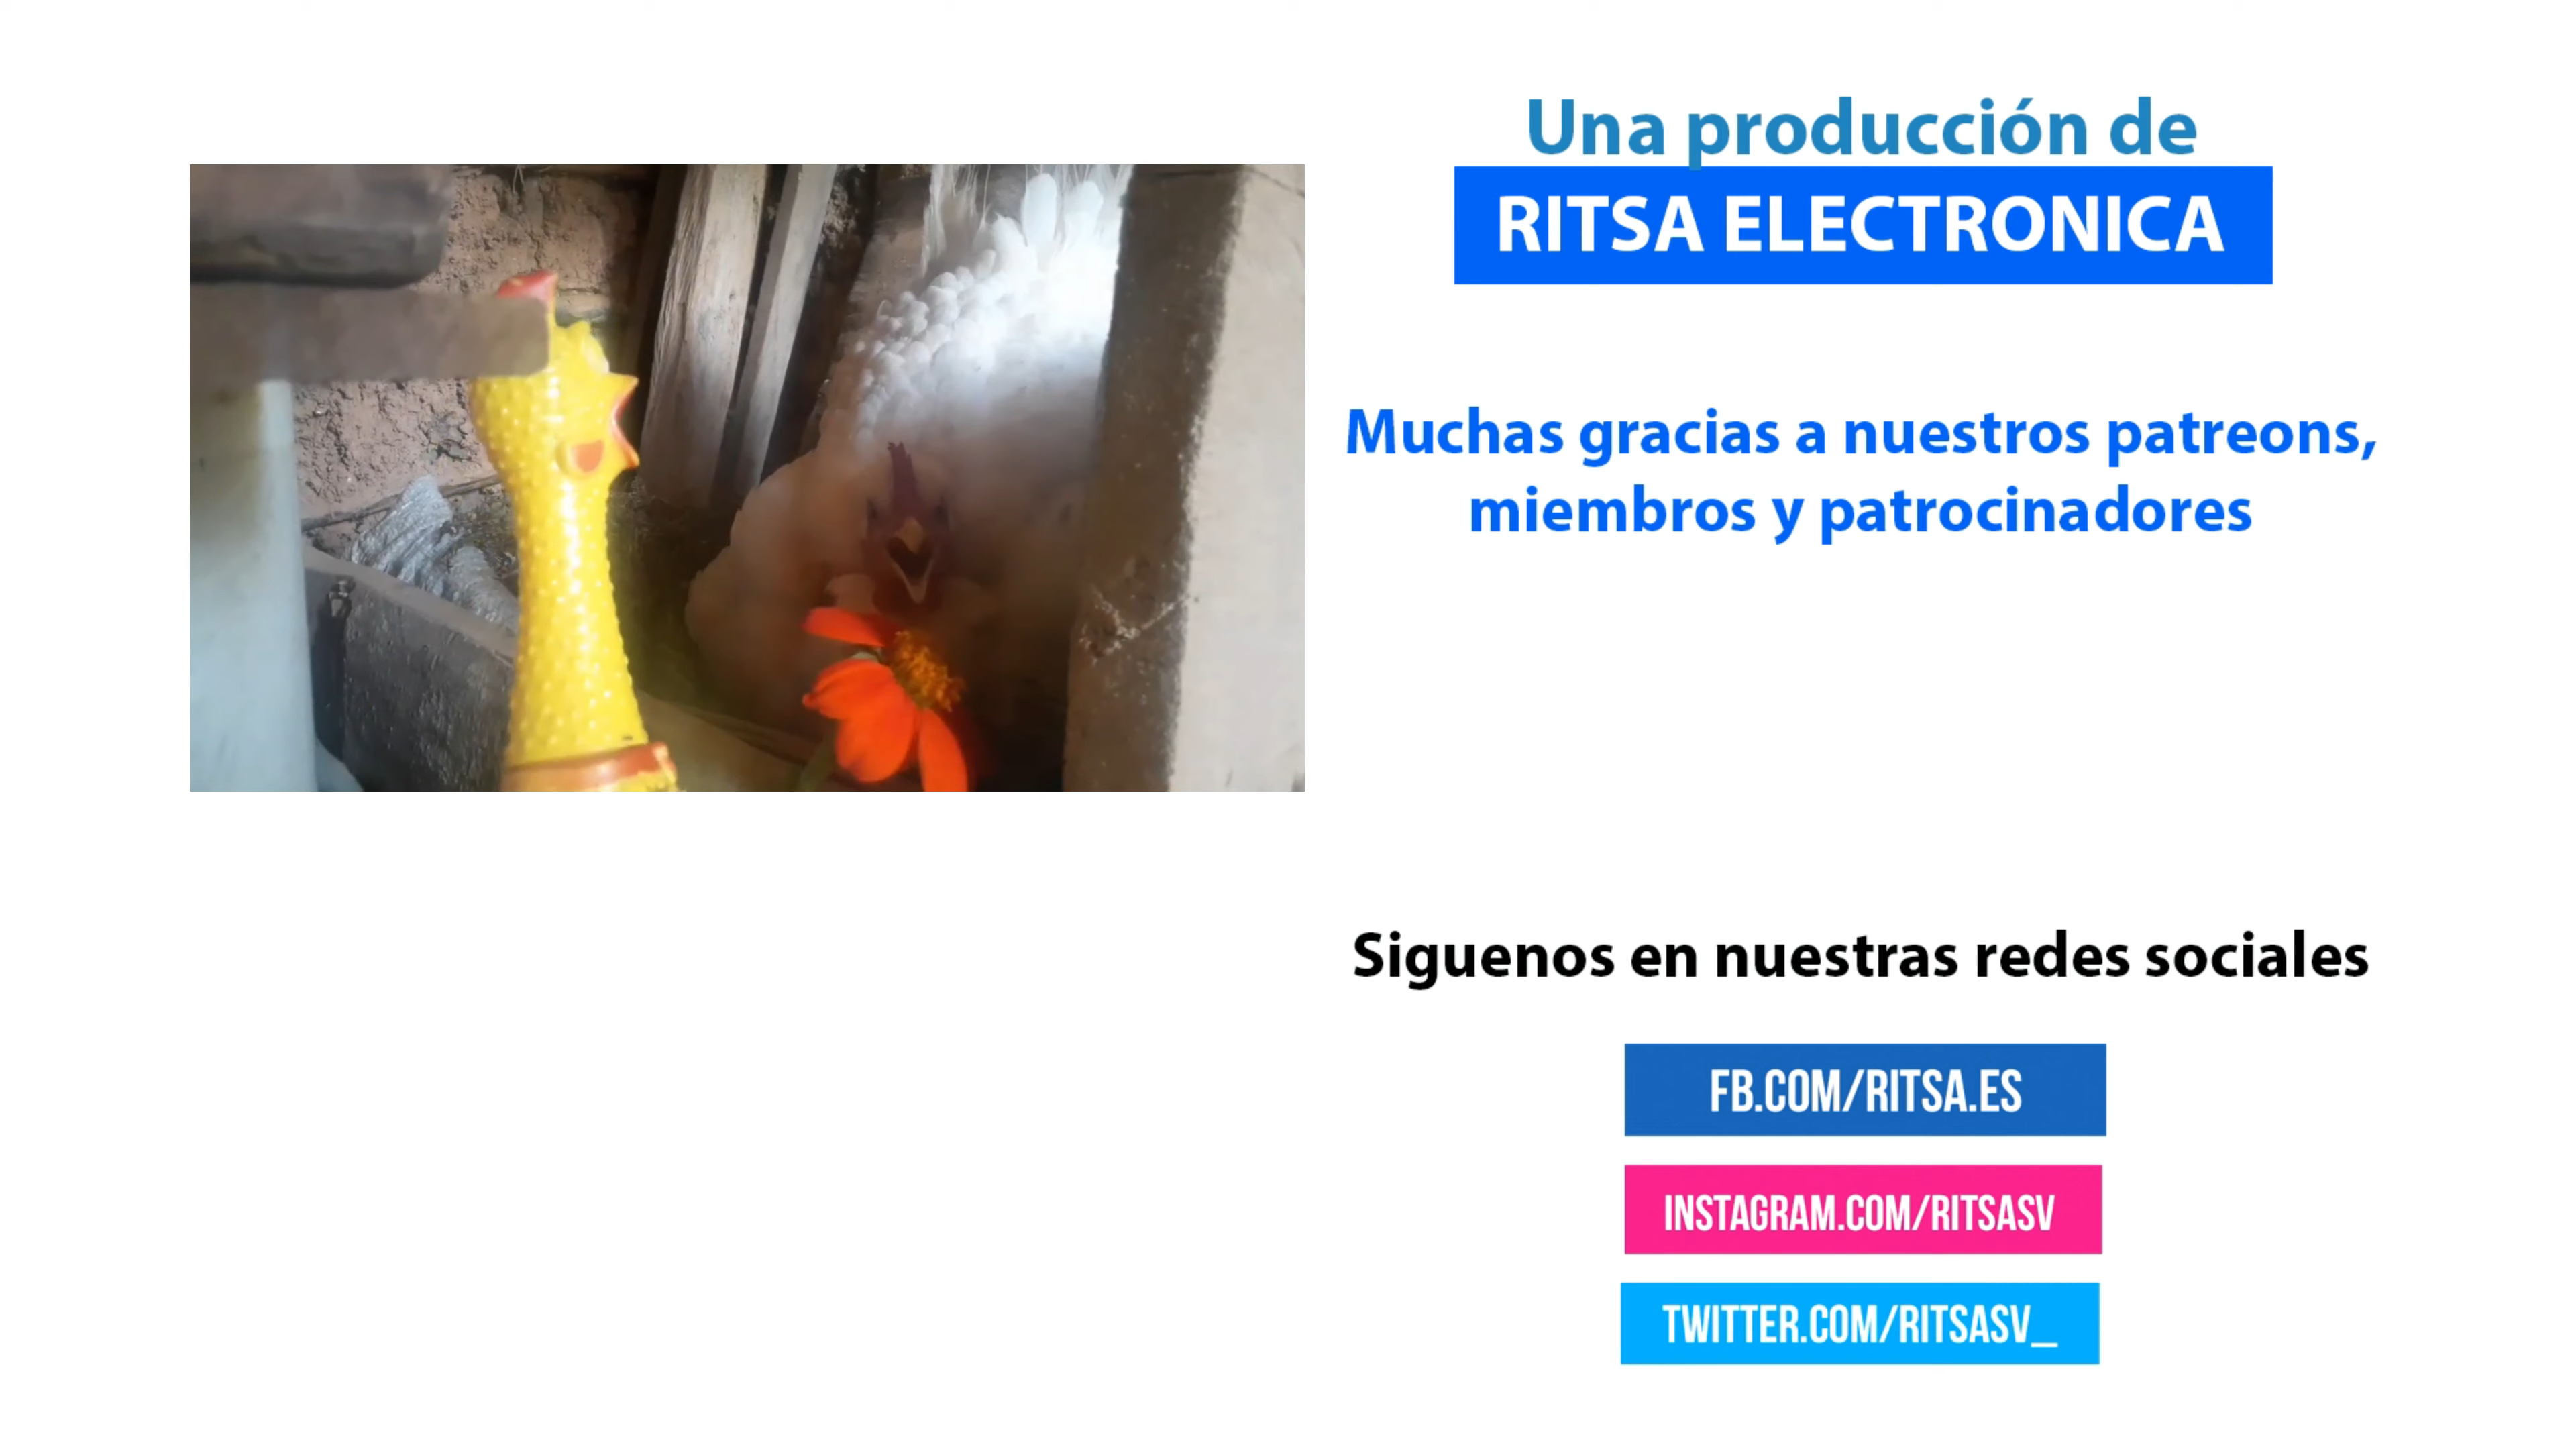 Una producción de
RITSA ELECTRONICA
Muchas gracias a nuestros patreons,
miembros y patrocinadores
Siguenos en nuestras redes sociales
FB.COM/RITSA.ES
INSTAGRAM.COM/RITSASV
TWITTER.COM/RITSASV_